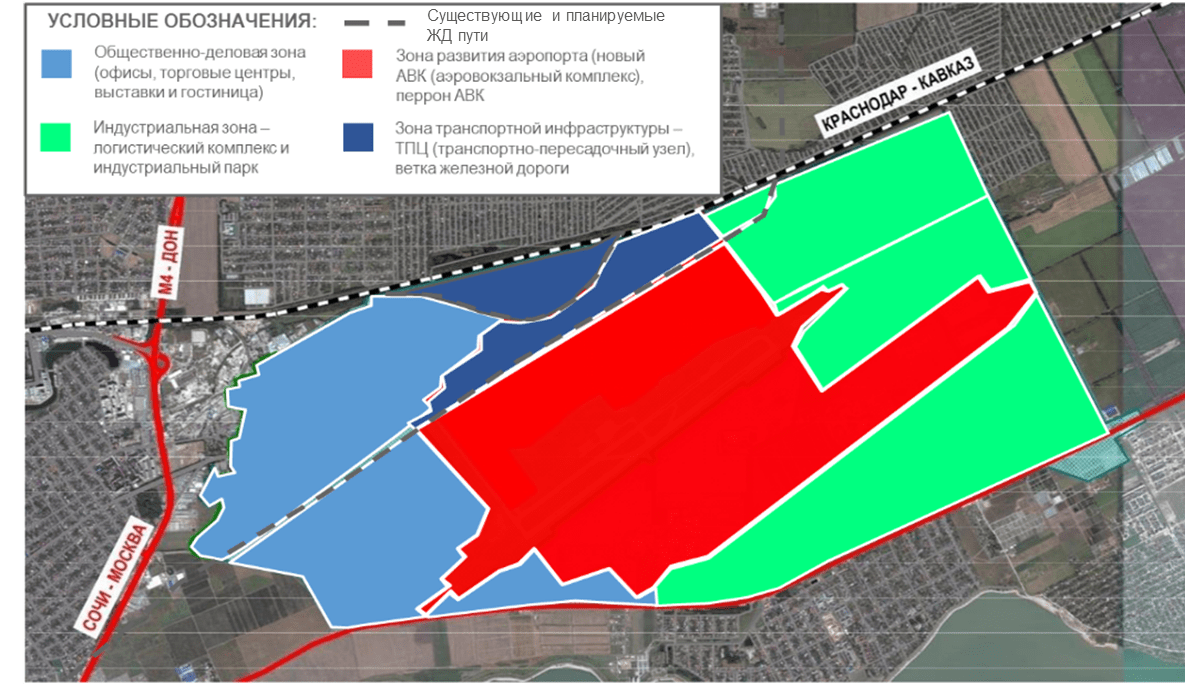 УСЛОВНЫЕ ОБОЗНАЧЕНИЯ:
Общественно-деловая зона
(офисы, торговые центры,
выставки и гостиница)
Индустриальная зона –
логистический комплекс и
индустриальный парк
Существующие и планируемые
ЖД пути
Зона развития аэропорта (новый
АВК (аэровокзальный комплекс),
перрон АВК
Зона транспортной инфраструктуры –
ТПЦ (транспортно-пересадочный узел),
ветка железной дороги
КРАСНОДАР - КАВКАЗ
М4 - ДОН
СОЧИ - МОСКВА